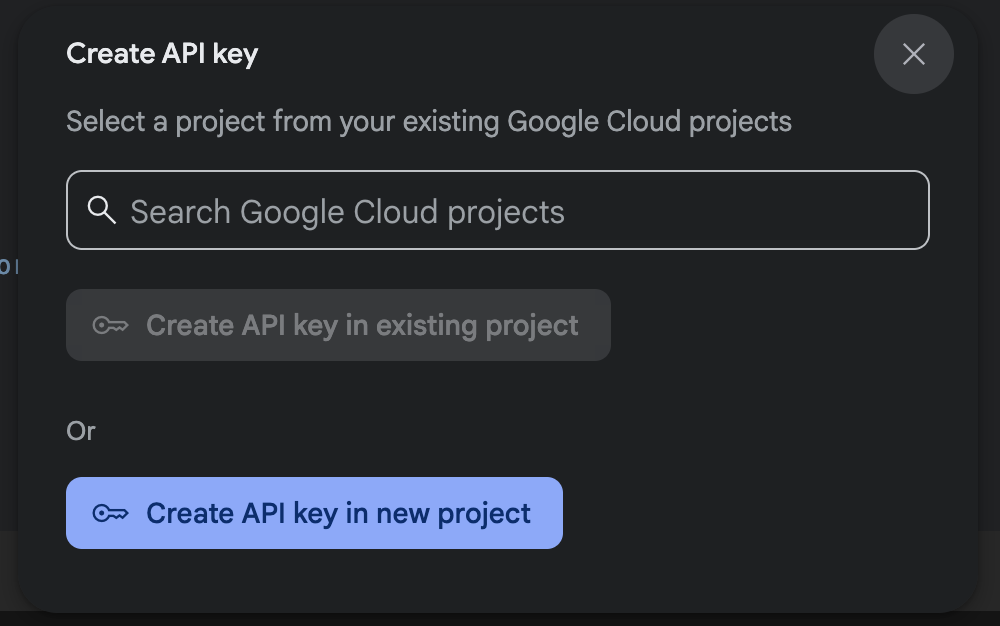 Create API key
Select a project from your existing Google Cloud projects
Search Google Cloud projects
Create API key in existing project
Or
Create API key in new project